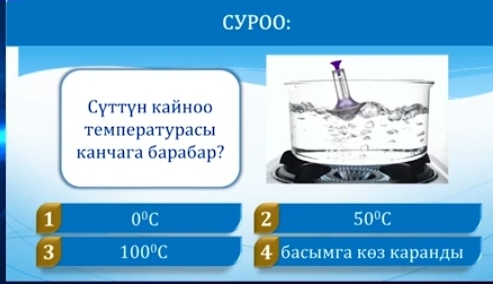 СУРОО:
Сүттүн кайноо
температурасы
канчага барабар?
1 0⁰С
2 50⁰С
3 100⁰С
4 басымга көз каранды